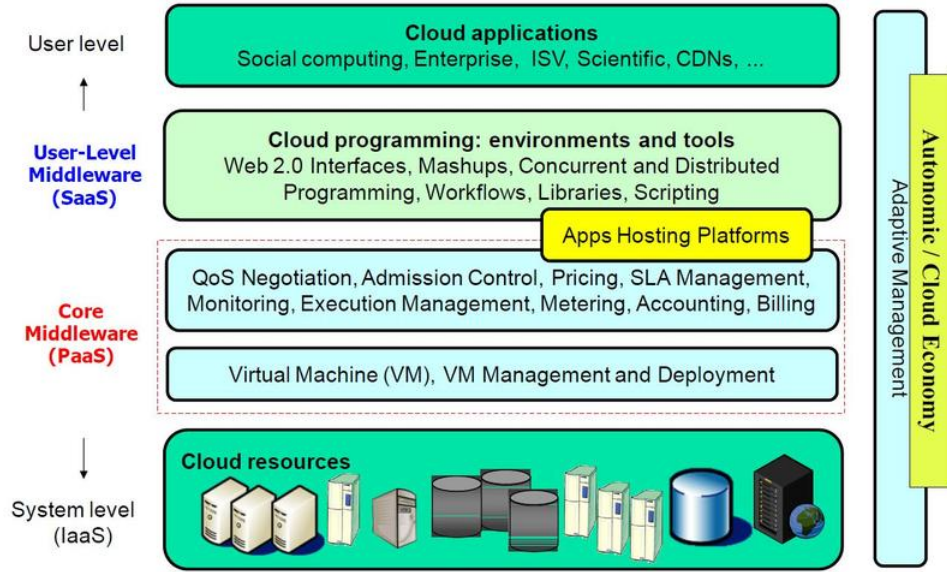 User level
Cloud applications
Social computing, Enterprise, ISV, Scientific, CDNs, ...
User-Level
Middleware
(SaaS)
Cloud programming: environments and tools
Web 2.0 Interfaces, Mashups, Concurrent and Distributed
Programming, Workflows, Libraries, Scripting
Apps Hosting Platforms
Core
Middleware
(PaaS)
QoS Negotiation, Admission Control, Pricing, SLA Management,
Monitoring, Execution Management, Metering, Accounting, Billing
Virtual Machine (VM), VM Management and Deployment
System level
(IaaS)
Cloud resources
Adaptive Management
Autonomic / Cloud Economy